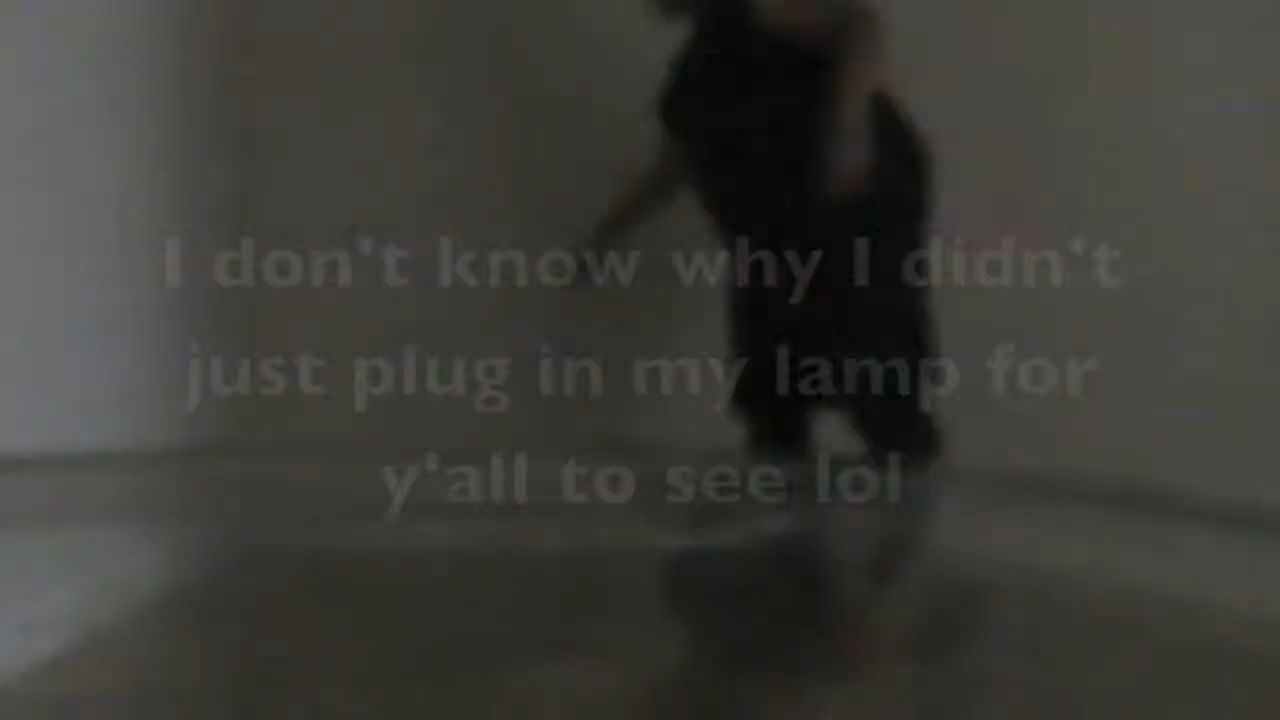 I don't know why I didn't
just plug in my lamp for
y'all to see lol